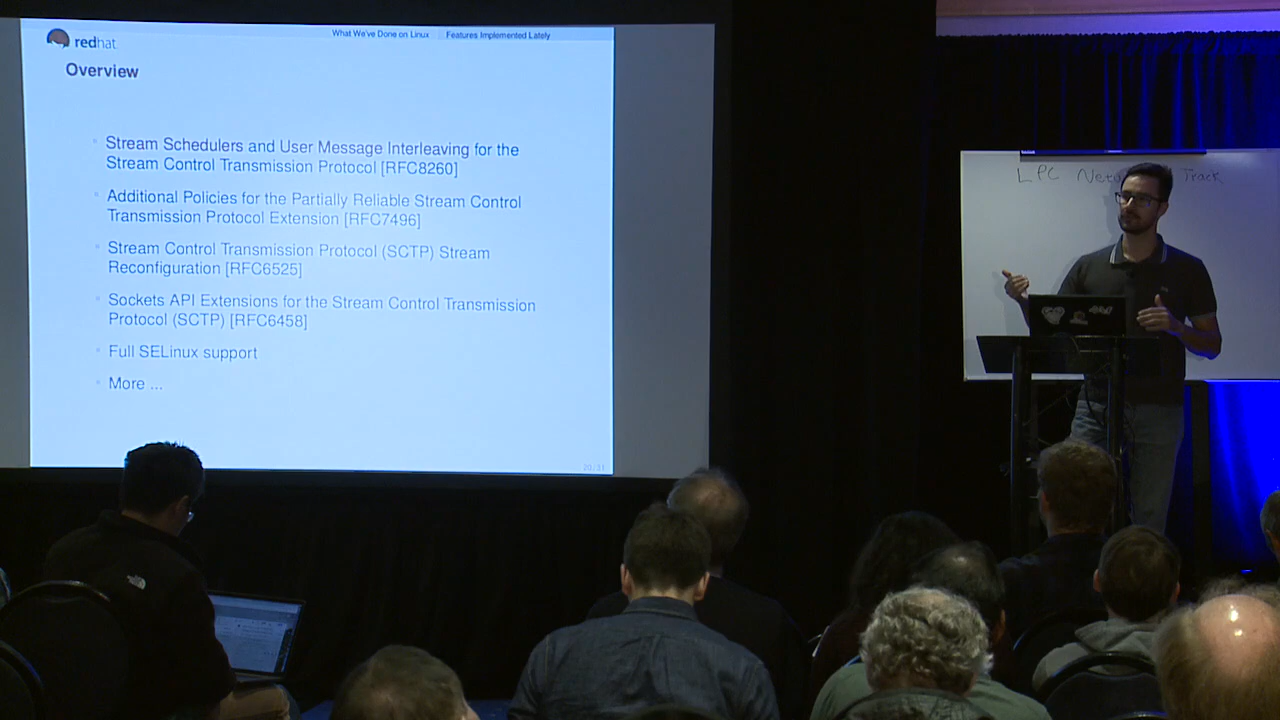 redhat
What We've Done on Linux Features Implemented Lately
Overview
Stream Schedulers and User Message Interleaving for the
Stream Control Transmission Protocol [RFC8260]
Additional Policies for the Partially Reliable Stream Control
Transmission Protocol Extension [RFC7496]
Stream Control Transmission Protocol (SCTP) Stream
Reconfiguration [RFC6525]
Sockets API Extensions for the Stream Control Transmission
Protocol (SCTP) [RFC6458]
Full SELinux support
More ...
20/31
LPC Track